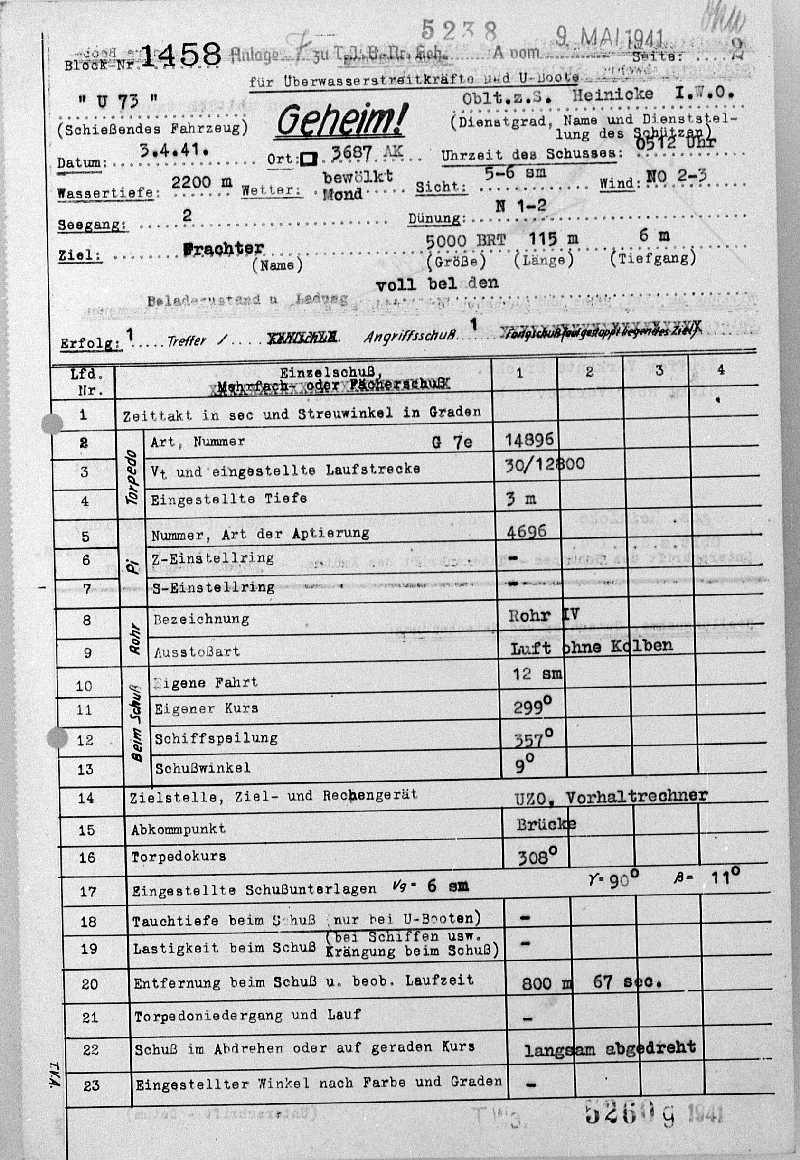 5238
9. MAI 1941
Block-Nr. 1458 Anlage 7 zu T.I.B.Nr.Geh. A vom Seite: 2
für Überwasserstreitkräfte und U-Boote
"U 73" Geheim! Oblt.z.S. Heinicke I.W.O.
(Schießendes Fahrzeug) (Dienstgrad, Name und Dienststel-
lung des Schützen)
Datum: 3.4.41. Ort: 3687 AK Uhrzeit des Schusses: 0512 Uhr
Wassertiefe: 2200 m Wetter: bewölkt Mond Sicht: 5-6 sm Wind: NO 2-3
Seegang: 2 Dünung: N 1-2
Ziel: Frachter 5000 BRT 115 m 6 m
(Name) (Größe) (Länge) (Tiefgang)
voll beladen
Beladezustand u Ladung
Erfolg: 1 Treffer / Angriffsschuß 1
Lfd. Nr. Einzelschuß, Mehrfach- oder Fächerschuß 1 2 3 4
1 Zeittakt in sec und Streuwinkel in Graden
Torpedo
2 Art, Nummer G 7e 14896
3 Vt und eingestellte Laufstrecke 30/12800
4 Eingestellte Tiefe 3 m
Pi
5 Nummer, Art der Aptierung 4696
6 Z-Einstellring -
7 S-Einstellring -
Rohr
8 Bezeichnung Rohr IV
9 Ausstoßart Luft ohne Kolben
Beim Schuß
10 Eigene Fahrt 12 sm
11 Eigener Kurs 299°
12 Schiffspeilung 357°
13 Schußwinkel 9°
14 Zielstelle, Ziel- und Rechengerät UZO, Vorhaltrechner
15 Abkommpunkt Brücke
16 Torpedokurs 308°
17 Eingestellte Schußunterlagen Vg= 6 sm γ= 90° β= 11°
18 Tauchtiefe beim Schuß (nur bei U-Booten) -
19 Lastigkeit beim Schuß (bei Schiffen usw. Krängung beim Schuß) -
20 Entfernung beim Schuß u. beob. Laufzeit 800 m 67 sec.
21 Torpedoniedergang und Lauf -
22 Schuß im Abdrehen oder auf geraden Kurs langsam abgedreht
23 Eingestellter Winkel nach Farbe und Graden -
T.K.A.
5260 g 1941